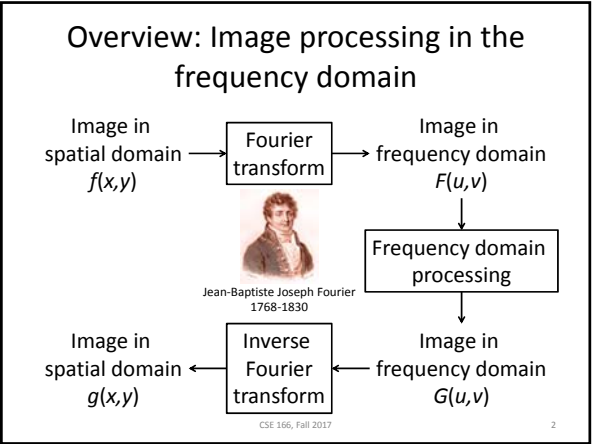 Overview: Image processing in the
frequency domain
Image in
spatial domain
f(x,y)
Fourier
transform
Image in
frequency domain
F(u,v)
Frequency domain
processing
Jean-Baptiste Joseph Fourier
1768-1830
Image in
spatial domain
g(x,y)
Inverse
Fourier
transform
Image in
frequency domain
G(u,v)
CSE 166, Fall 2017
2